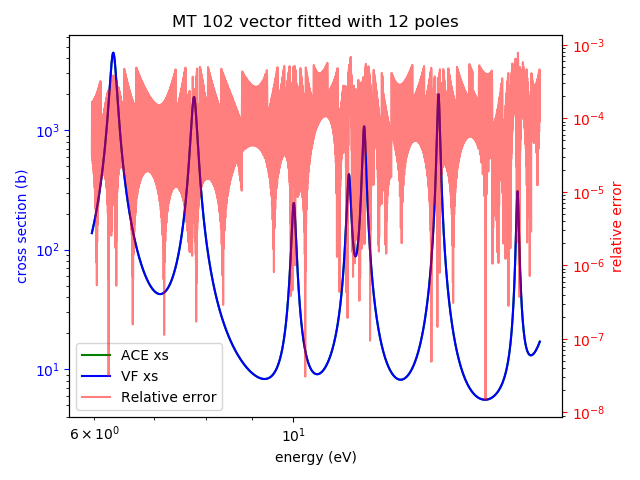 MT 102 vector fitted with 12 poles
cross section (b)
10³
10²
10¹
ACE xs
VF xs
Relative error
6 × 10⁰
10¹
energy (eV)
10⁻³
10⁻⁴
10⁻⁵
10⁻⁶
10⁻⁷
10⁻⁸
relative error